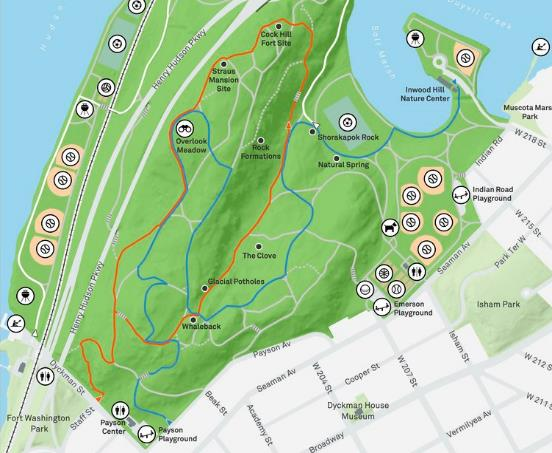 Hudson
Spuyten Duyvil Creek
Salt Marsh
Henry Hudson Pkwy
Cock Hill
Fort Site
Straus
Mansion
Site
Inwood Hill
Nature Center
Muscota Mars
Park
W 218 St
Overlook
Meadow
Shorakapok Rock
Rock
Formations
Natural Spring
Indian Rd
Indian Road
Playground
W 215 St
Park Ter W
Seaman Av
The Clove
Henry Hudson Pkwy
Glacial Potholes
Emerson
Playground
Isham Park
Whaleback
Payson Av
Isham St
W 212 S
Dyckman St
Seaman Av
W 204 St
Cooper St
W 207 St
W 211 S
Staff St
Beak St
Fort Washington
Park
Payson
Center
Payson
Playground
Academy St
Dyckman House
Museum
Vermilyea Av
Broadway